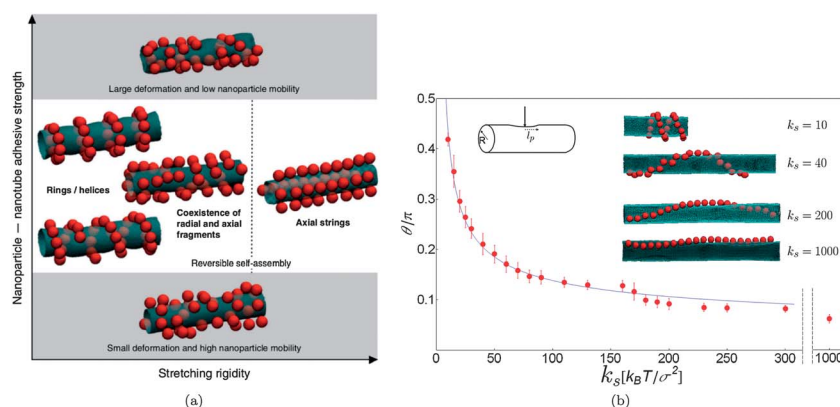 Nanoparticle — nanotube adhesive strength
Large deformation and low nanoparticle mobility
Rings / helices
Coexistence of
radial and axial
fragments
Axial strings
Reversible self-assembly
Small deformation and high nanoparticle mobility
Stretching rigidity
(a)
θ/π
0.5
0.4
0.3
0.2
0.1
R
l_p
k_s = 10
k_s = 40
k_s = 200
k_s = 1000
0 50 100 150 200 250 300 1000
k_s[k_BT/σ²]
(b)